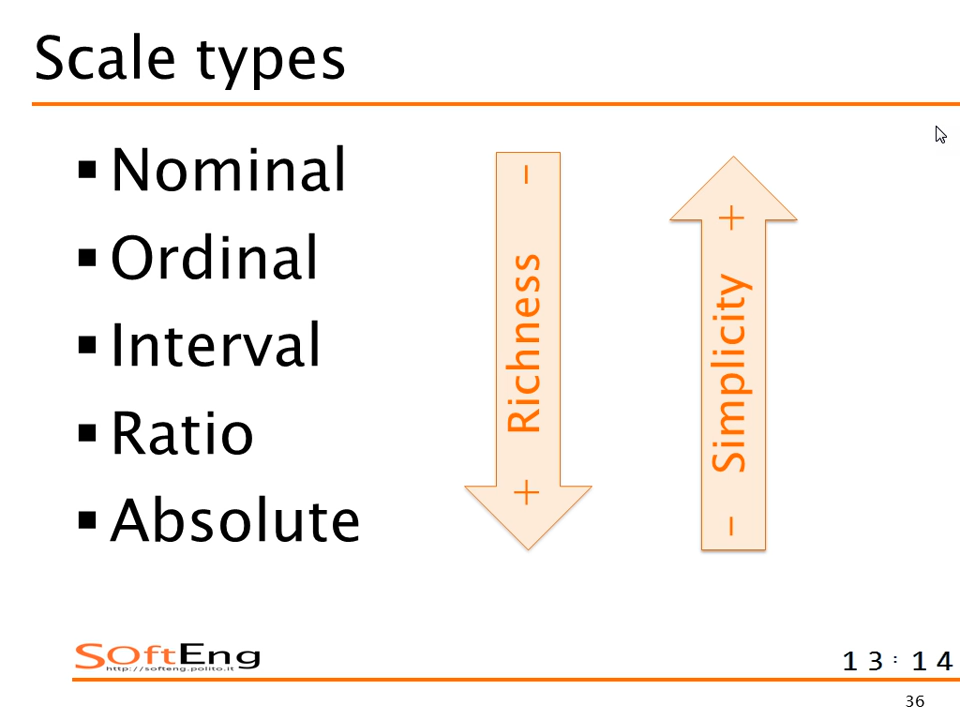 Scale types
▪ Nominal
▪ Ordinal
▪ Interval
▪ Ratio
▪ Absolute
+ Richness -
- Simplicity +
SOftEng
http://softeng.polito.it
13:14
36